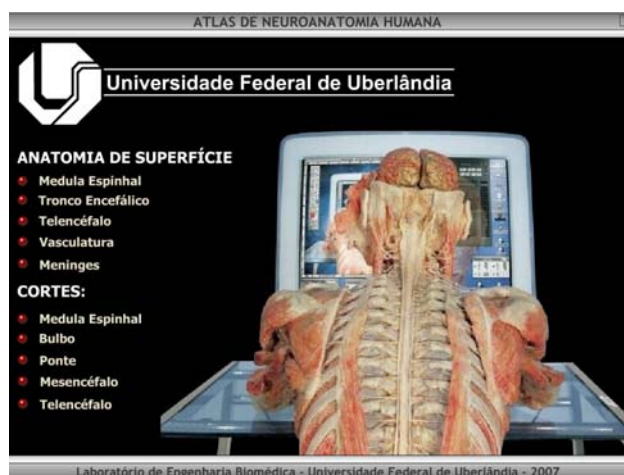 ATLAS DE NEUROANATOMIA HUMANA
Universidade Federal de Uberlândia
ANATOMIA DE SUPERFÍCIE
Medula Espinhal
Tronco Encefálico
Telencéfalo
Vasculatura
Meninges
CORTES:
Medula Espinhal
Bulbo
Ponte
Mesencéfalo
Telencéfalo
Laboratório de Engenharia Biomédica - Universidade Federal de Uberlândia - 2007